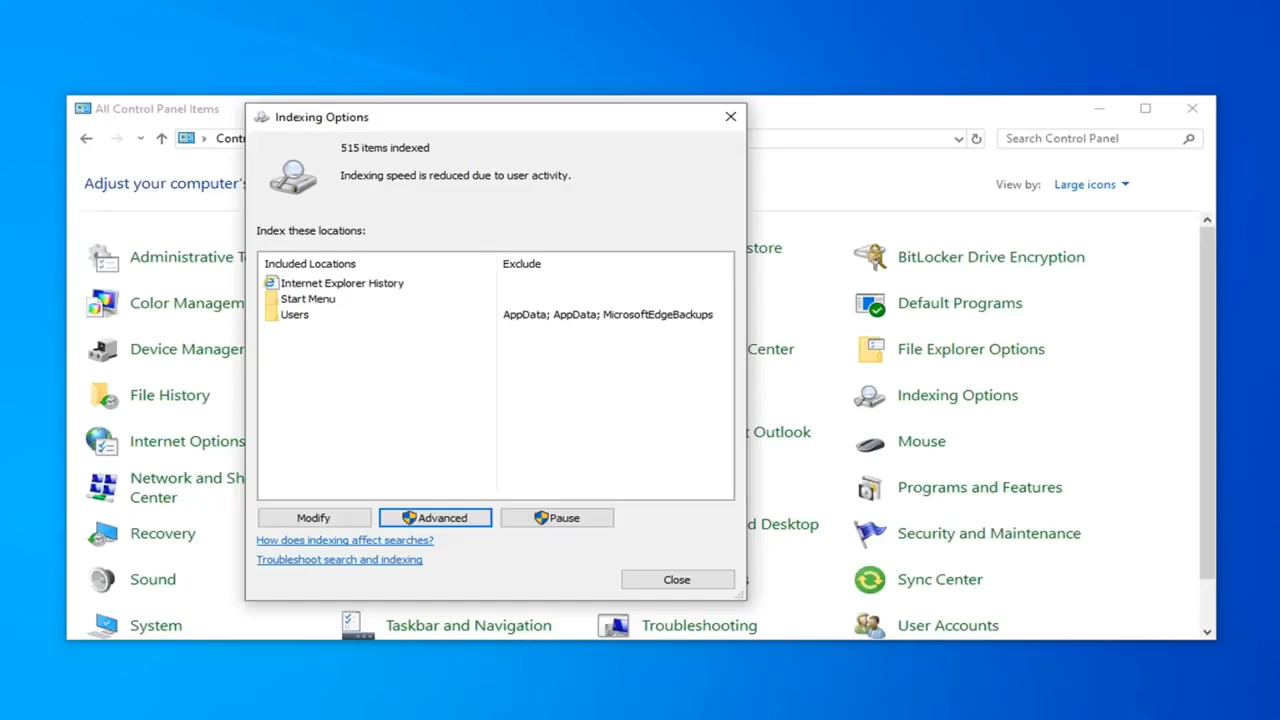 All Control Panel Items
Contr
Search Control Panel
Adjust your computer's
View by: Large icons
Indexing Options
515 items indexed
Indexing speed is reduced due to user activity.
Index these locations:
Included Locations
Exclude
Internet Explorer History
Start Menu
Users
AppData; AppData; MicrosoftEdgeBackups
Modify
Advanced
Pause
How does indexing affect searches?
Troubleshoot search and indexing
Close
Administrative T
store
BitLocker Drive Encryption
Color Managem
Default Programs
Device Manager
Center
File Explorer Options
File History
Indexing Options
Internet Options
t Outlook
Mouse
Network and Sh
Center
Programs and Features
Recovery
d Desktop
Security and Maintenance
Sound
s
Sync Center
System
Taskbar and Navigation
Troubleshooting
User Accounts